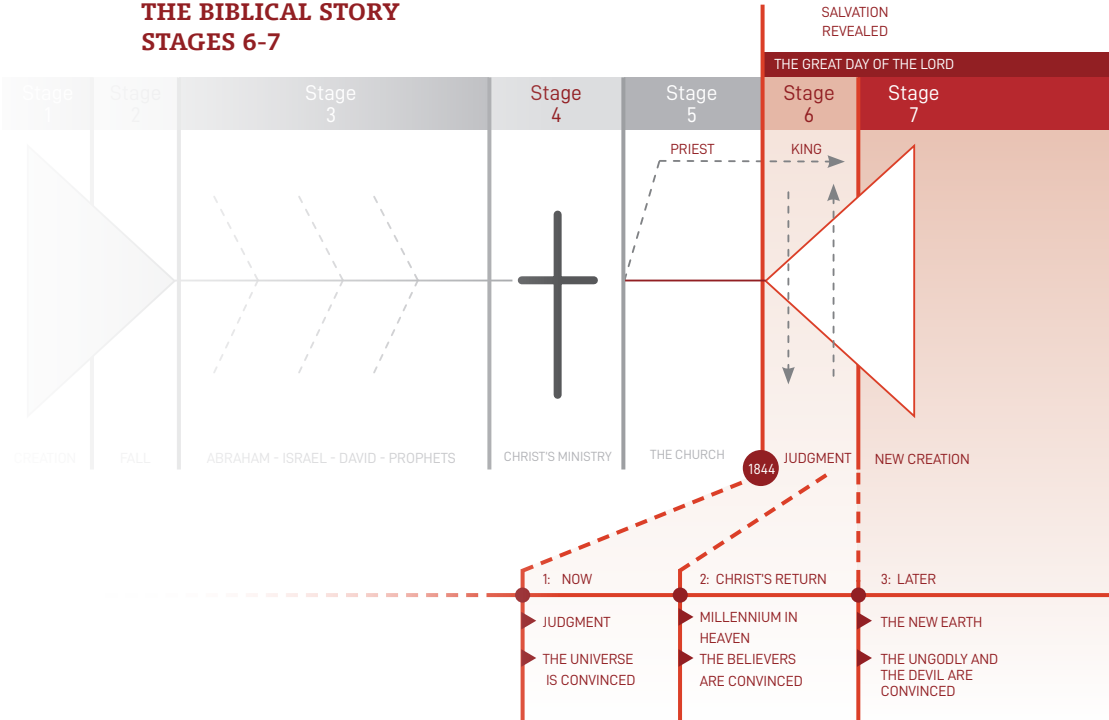 THE BIBLICAL STORY
STAGES 6-7
SALVATION
REVEALED
THE GREAT DAY OF THE LORD
Stage
1
Stage
2
Stage
3
Stage
4
Stage
5
Stage
6
Stage
7
PRIEST
KING
CREATION
FALL
ABRAHAM - ISRAEL - DAVID - PROPHETS
CHRIST'S MINISTRY
THE CHURCH
1844
JUDGMENT
NEW CREATION
1: NOW
JUDGMENT
THE UNIVERSE
IS CONVINCED
2: CHRIST'S RETURN
MILLENNIUM IN
HEAVEN
THE BELIEVERS
ARE CONVINCED
3: LATER
THE NEW EARTH
THE UNGODLY AND
THE DEVIL ARE
CONVINCED